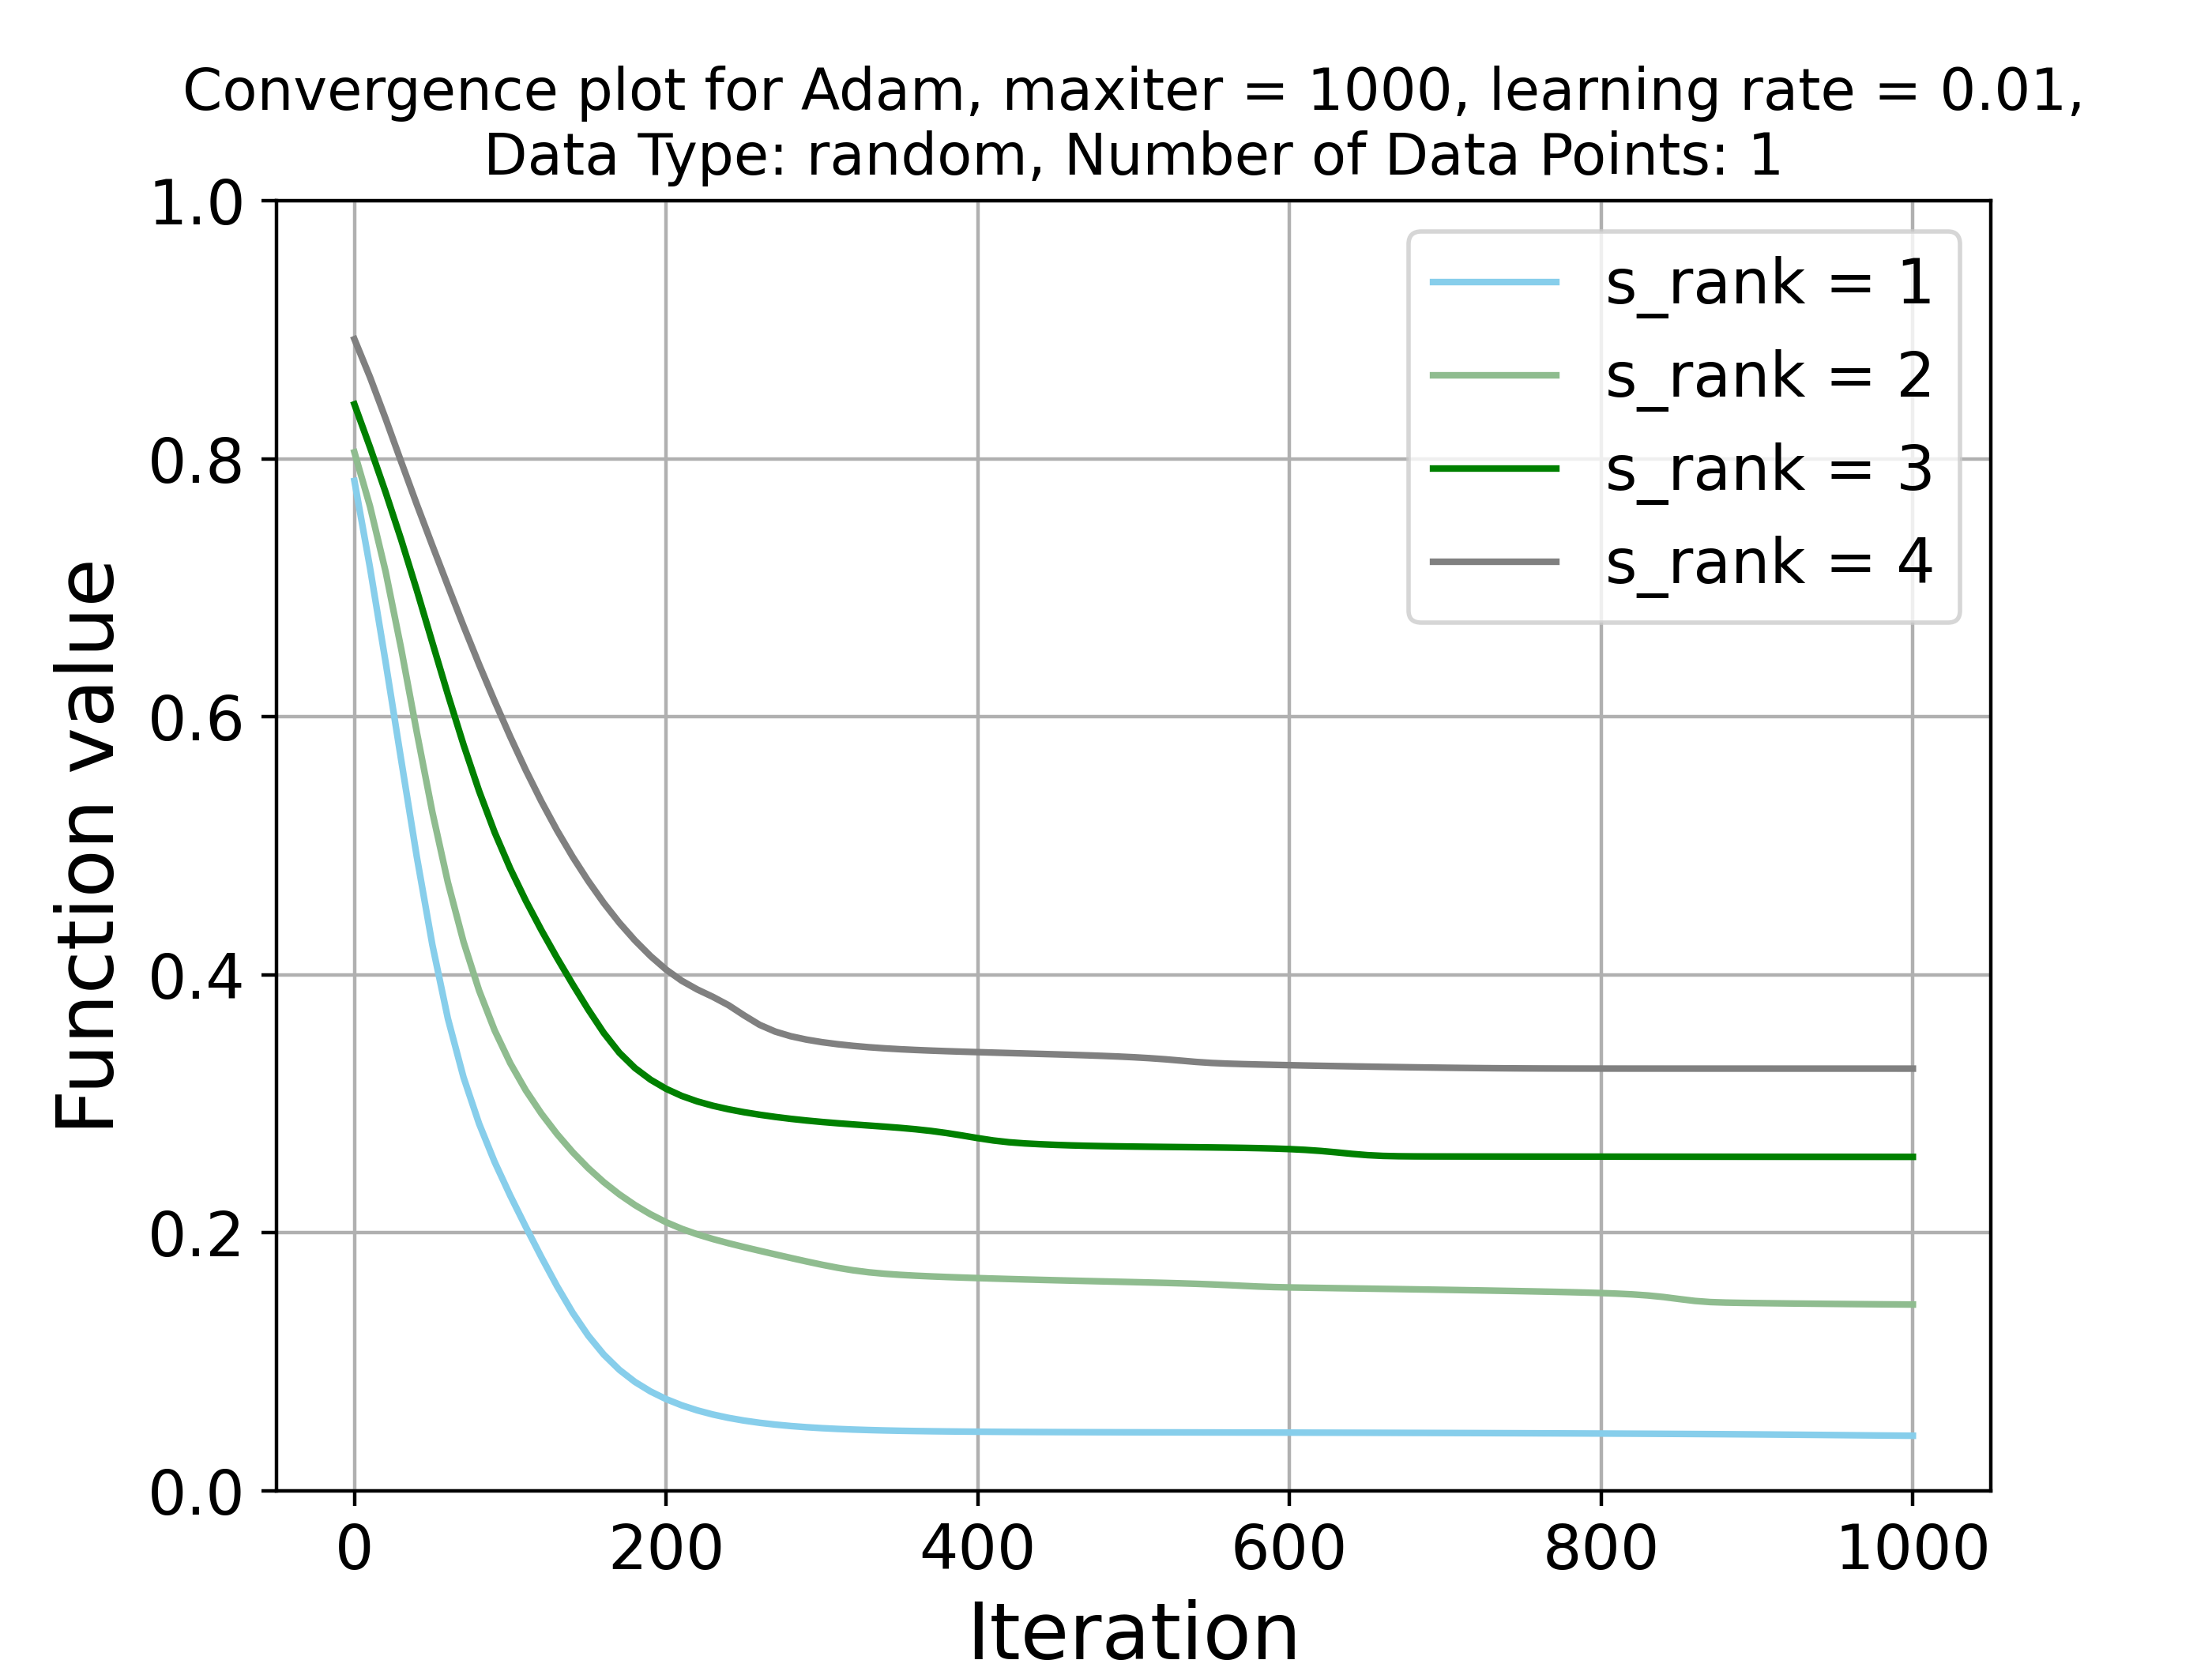 Convergence plot for Adam, maxiter = 1000, learning rate = 0.01,
Data Type: random, Number of Data Points: 1
1.0
0.8
0.6
0.4
0.2
0.0
Function value
s_rank = 1
s_rank = 2
s_rank = 3
s_rank = 4
0 200 400 600 800 1000
Iteration